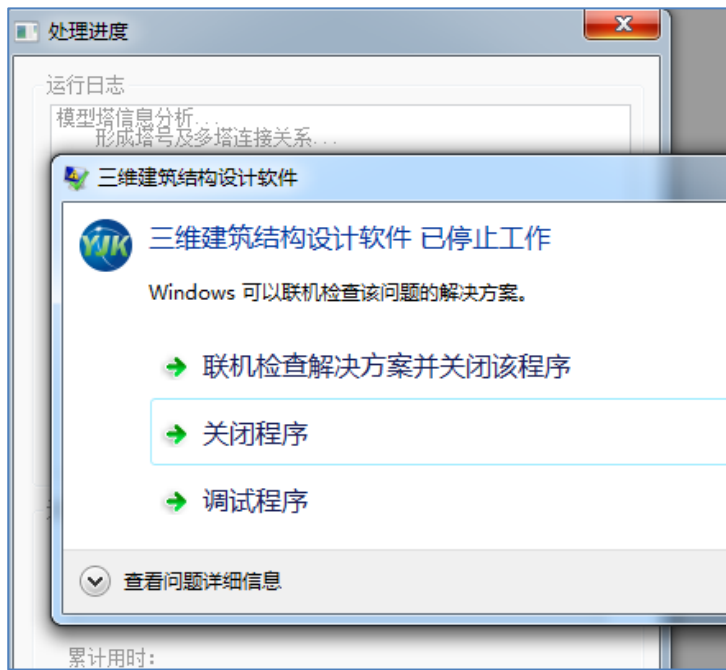 处理进度
运行日志
模型塔信息分析...
形成塔号及多塔连接关系...
三维建筑结构设计软件
YJK
三维建筑结构设计软件 已停止工作
Windows 可以联机检查该问题的解决方案。
联机检查解决方案并关闭该程序
关闭程序
调试程序
查看问题详细信息
累计用时：